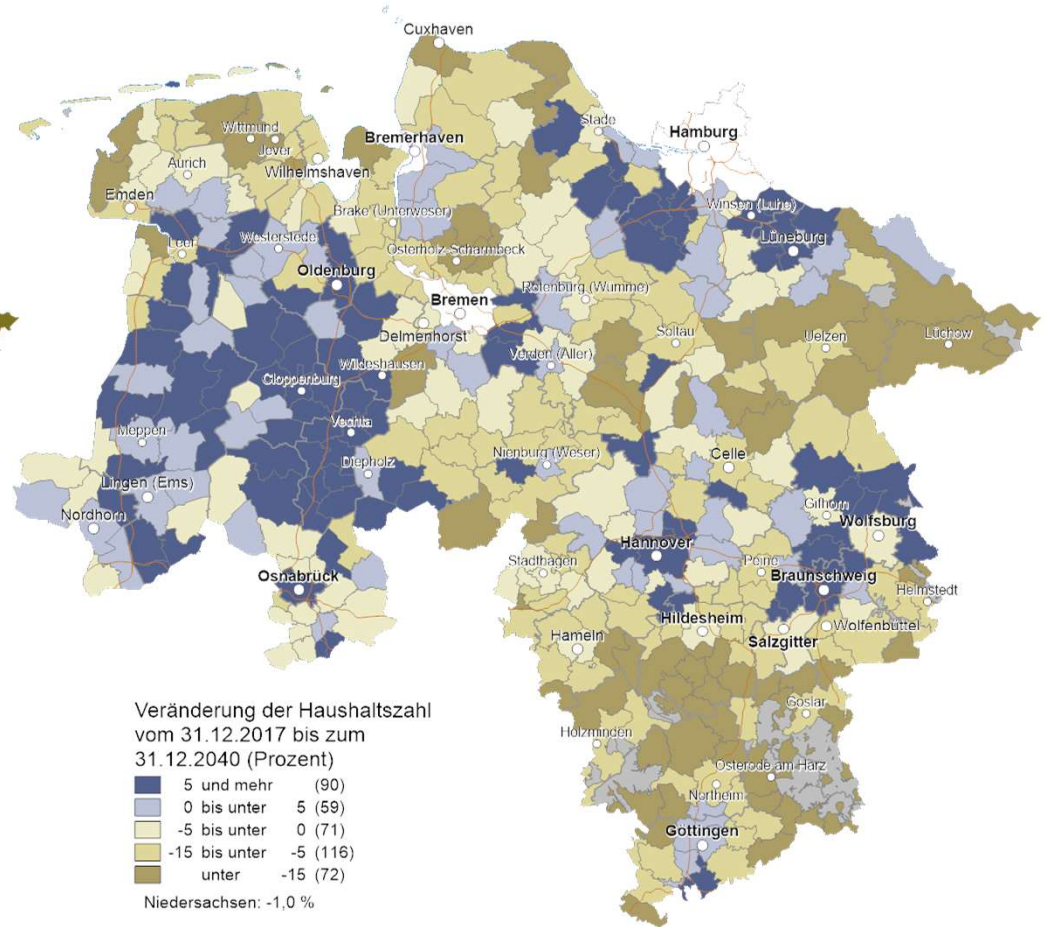 Cuxhaven
Stade
Hamburg
Wittmund
Bremerhaven
Jever
Aurich
Wilhelmshaven
Emden
Winsen (Luhe)
Brake (Unterweser)
Leer
Westerstede
Lüneburg
Osterholz-Scharmbeck
Oldenburg
Rotenburg (Wümme)
Bremen
Delmenhorst
Soltau
Uelzen
Lüchow
Verden (Aller)
Wildeshausen
Cloppenburg
Vechta
Meppen
Nienburg (Weser)
Celle
Diepholz
Lingen (Ems)
Gifhorn
Nordhorn
Wolfsburg
Hannover
Stadthagen
Peine
Osnabrück
Braunschweig
Helmstedt
Hildesheim
Wolfenbüttel
Hameln
Salzgitter
Goslar
Holzminden
Osterode am Harz
Northeim
Göttingen
Veränderung der Haushaltszahl
vom 31.12.2017 bis zum
31.12.2040 (Prozent)
5 und mehr (90)
0 bis unter 5 (59)
-5 bis unter 0 (71)
-15 bis unter -5 (116)
unter -15 (72)
Niedersachsen: -1,0 %